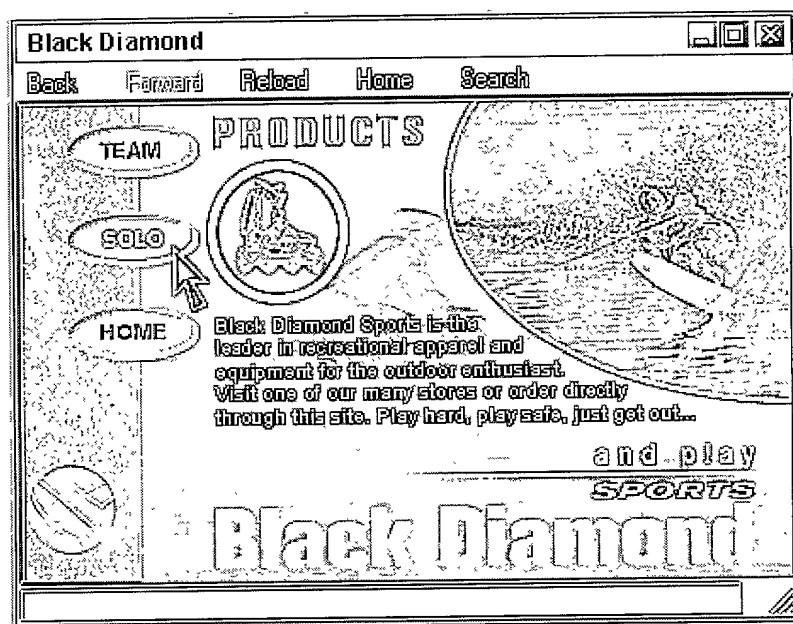 Black Diamond
Back Forward Reload Home Search
PRODUCTS
TEAM
SOLO
HOME
Black Diamond Sports is the
leader in recreational apparel and
equipment for the outdoor enthusiast.
Visit one of our many stores or order directly
through this site. Play hard, play safe, just get out...
and play
SPORTS
Black Diamond